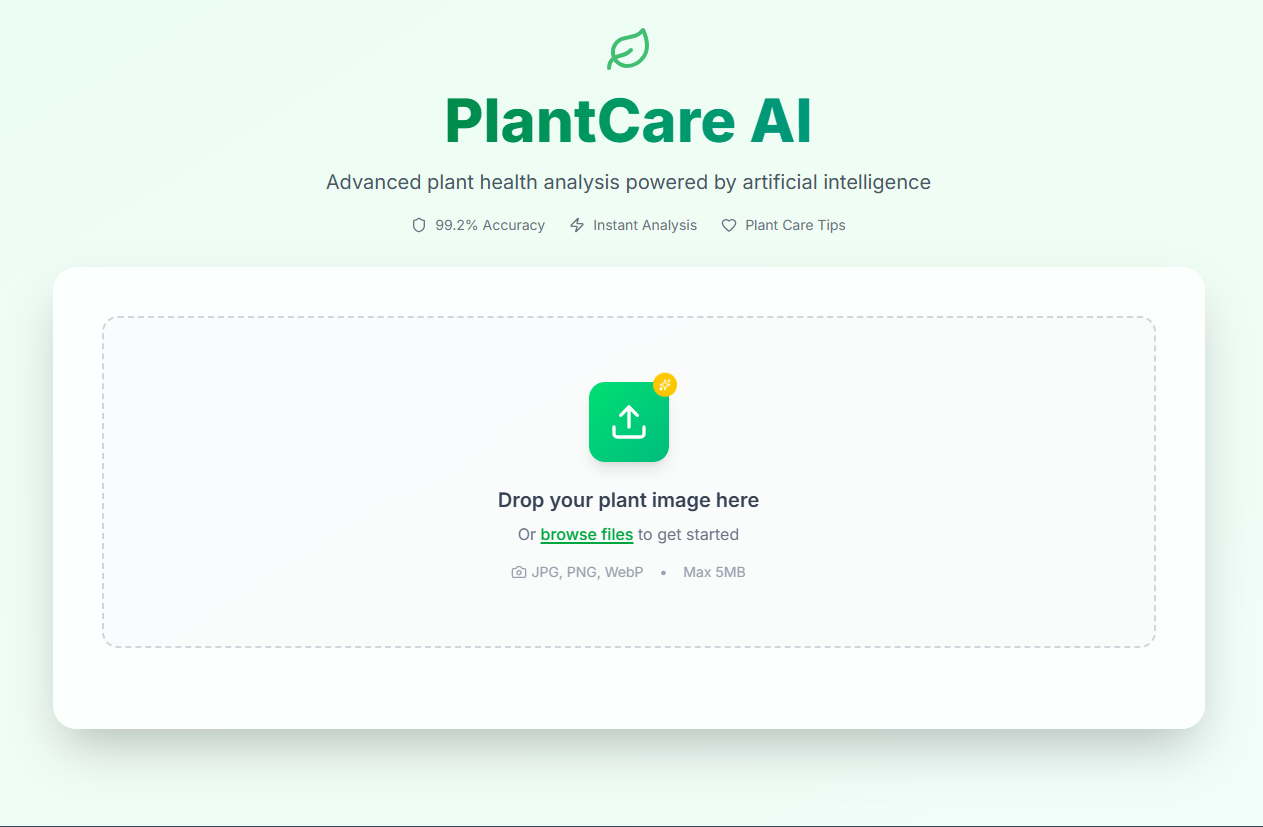 PlantCare AI
Advanced plant health analysis powered by artificial intelligence
99.2% Accuracy Instant Analysis Plant Care Tips
Drop your plant image here
Or browse files to get started
JPG, PNG, WebP • Max 5MB